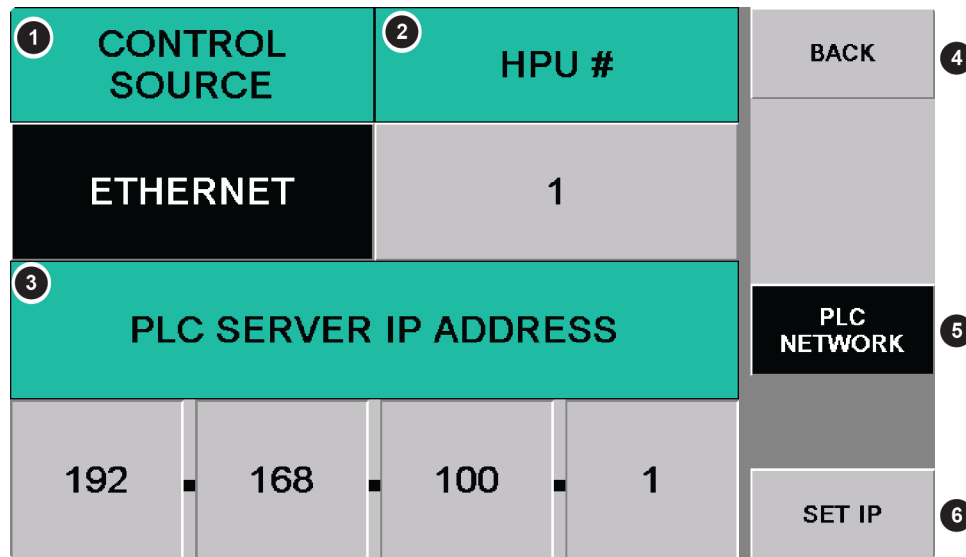 1 CONTROL
SOURCE
2 HPU #
BACK 4
ETHERNET
1
3
PLC SERVER IP ADDRESS
PLC
NETWORK 5
192 . 168 . 100 . 1
SET IP 6